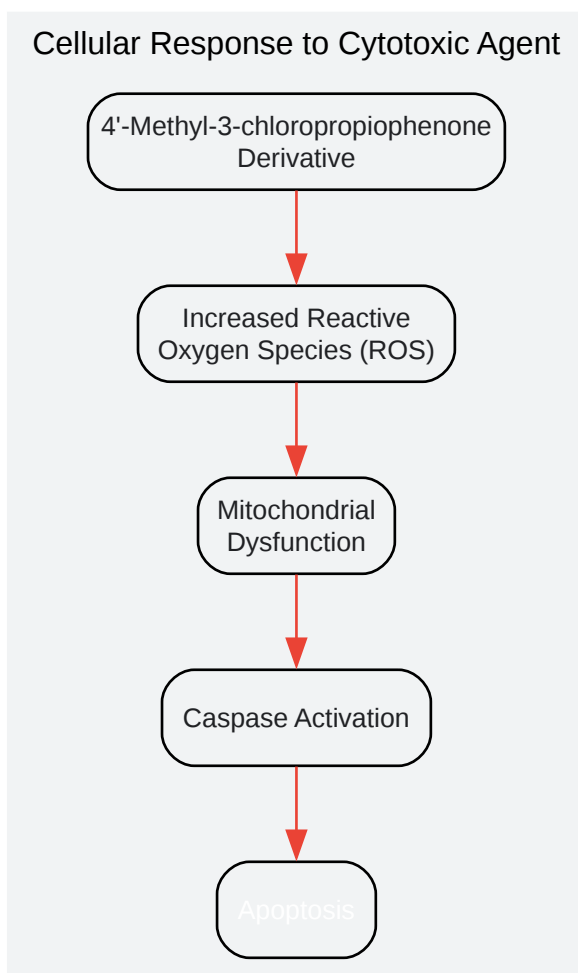 Cellular Response to Cytotoxic Agent
4'-Methyl-3-chloropropiophenone
Derivative
Increased Reactive
Oxygen Species (ROS)
Mitochondrial
Dysfunction
Caspase Activation
Apoptosis